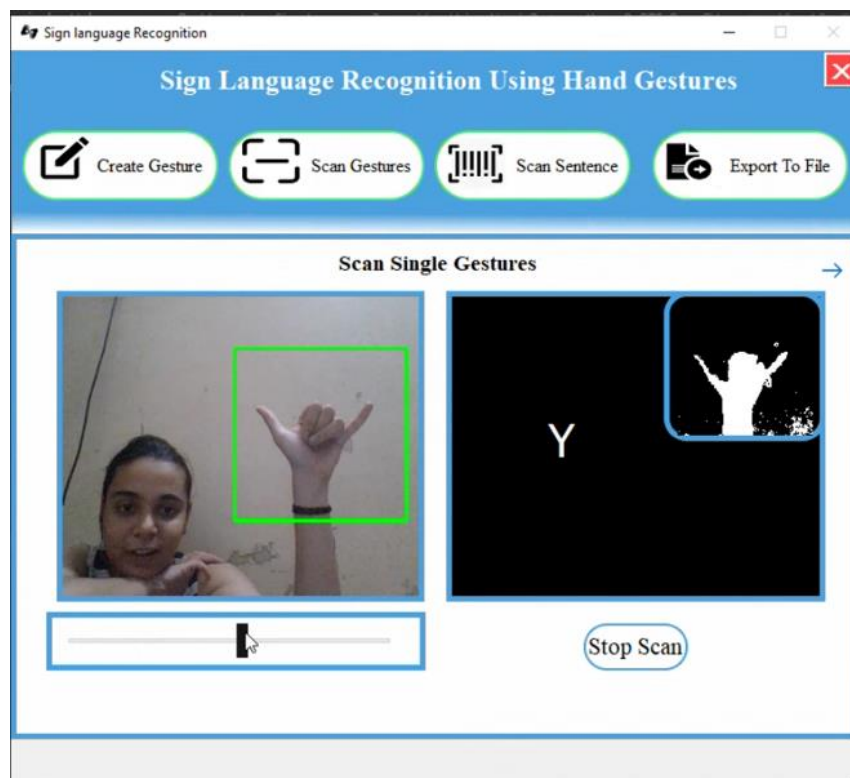 Sign language Recognition
Sign Language Recognition Using Hand Gestures
Create Gesture
Scan Gestures
Scan Sentence
Export To File
Scan Single Gestures
Y
Stop Scan